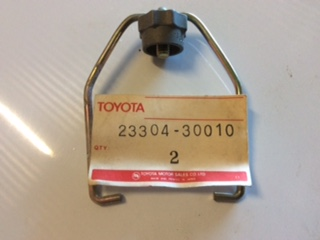 TOYOTA
23304-30010
QTY
2
TOYOTA MOTOR SALES CO.,LTD.